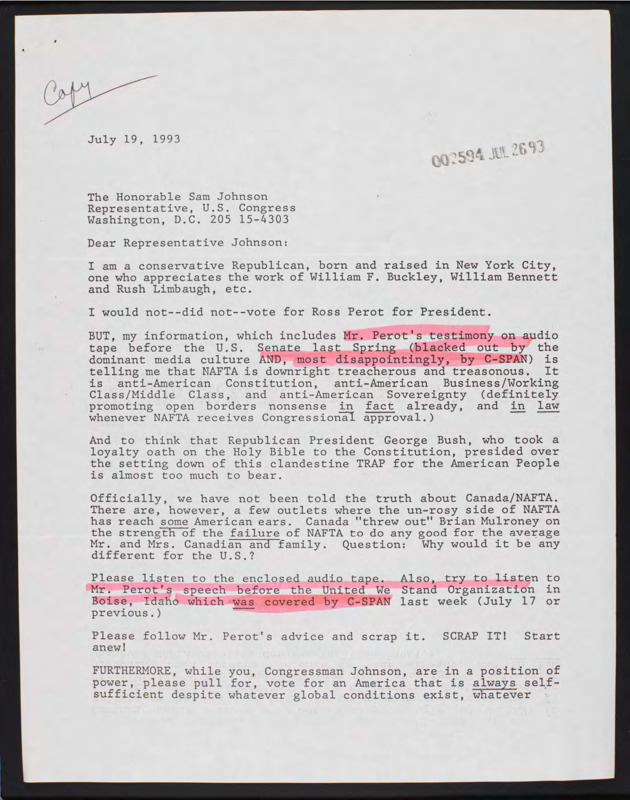 Copy
July 19, 1993
002594 JUL 26 93
The Honorable Sam Johnson
Representative, U.S. Congress
Washington, D.C. 205 15-4303
Dear Representative Johnson:
I am a conservative Republican, born and raised in New York City,
one who appreciates the work of William F. Buckley, William Bennett
and Rush Limbaugh, etc.
I would not--did not--vote for Ross Perot for President.
BUT, my information, which includes Mr. Perot's testimony on audio
tape before the U.S. Senate last Spring (blacked out by the
dominant media culture AND, most disappointingly, by C-SPAN) is
telling me that NAFTA is downright treacherous and treasonous. It
is anti-American Constitution, anti-American Business/Working
Class/Middle Class, and anti-American Sovereignty (definitely
promoting open borders nonsense in fact already, and in law
whenever NAFTA receives Congressional approval.)
And to think that Republican President George Bush, who took a
loyalty oath on the Holy Bible to the Constitution, presided over
the setting down of this clandestine TRAP for the American People
is almost too much to bear.
Officially, we have not been told the truth about Canada/NAFTA.
There are, however, a few outlets where the un-rosy side of NAFTA
has reach some American ears. Canada "threw out" Brian Mulroney on
the strength of the failure of NAFTA to do any good for the average
Mr. and Mrs. Canadian and family. Question: Why would it be any
different for the U.S.?
Please listen to the enclosed audio tape. Also, try to listen to
Mr. Perot's speech before the United We Stand Organization in
Boise, Idaho which was covered by C-SPAN last week (July 17 or
previous.)
Please follow Mr. Perot's advice and scrap it. SCRAP IT! Start
anew!
FURTHERMORE, while you, Congressman Johnson, are in a position of
power, please pull for, vote for an America that is always self-
sufficient despite whatever global conditions exist, whatever